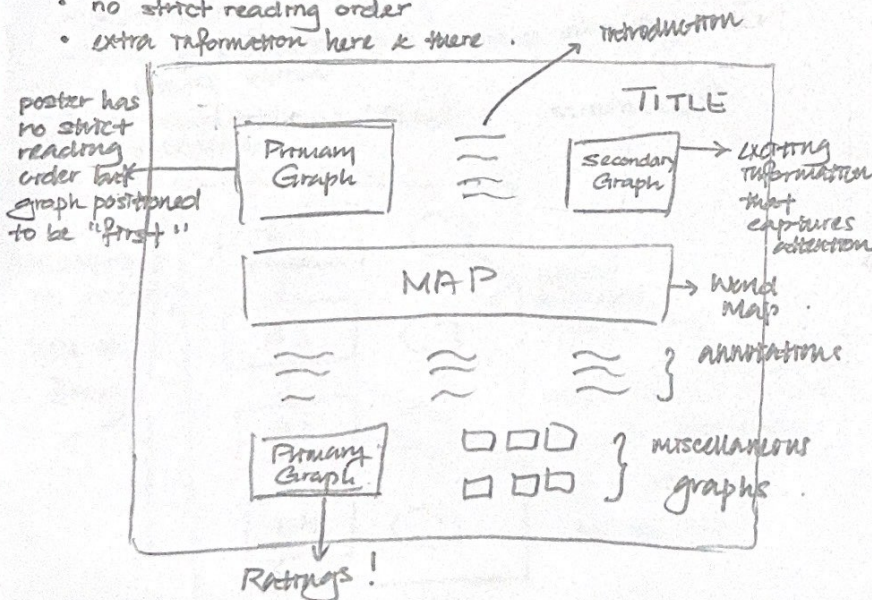 • no strict reading order
• extra information here & there .
introduction
poster has
no strict
reading
order but
graph positioned
to be "first"
TITLE
Primary
Graph
Secondary
Graph
exciting
information
that
captures
attention
MAP
World
Map .
annotations
Primary
Graph
miscellaneous
graphs .
Ratings !